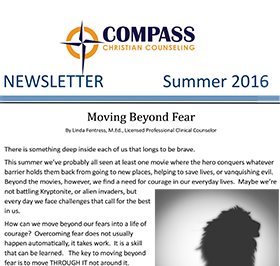 COMPASS
CHRISTIAN COUNSELING
NEWSLETTER Summer 2016
Moving Beyond Fear
By Linda Fentress, M.Ed., Licensed Professional Clinical Counselor
There is something deep inside each of us that longs to be brave.
This summer we've probably all seen at least one movie where the hero conquers whatever
barrier holds them back from going to new places, helping to save lives, or vanquishing evil.
Beyond the movies, however, we find a need for courage in our everyday lives. Maybe we're
not battling Kryptonite, or alien invaders, but
every day we face challenges that call for the best
in us.
How can we move beyond our fears into a life of
courage? Overcoming fear does not usually
happen automatically, it takes work. It is a skill
that can be learned. The key to moving beyond
fear is to move THROUGH IT not around it.